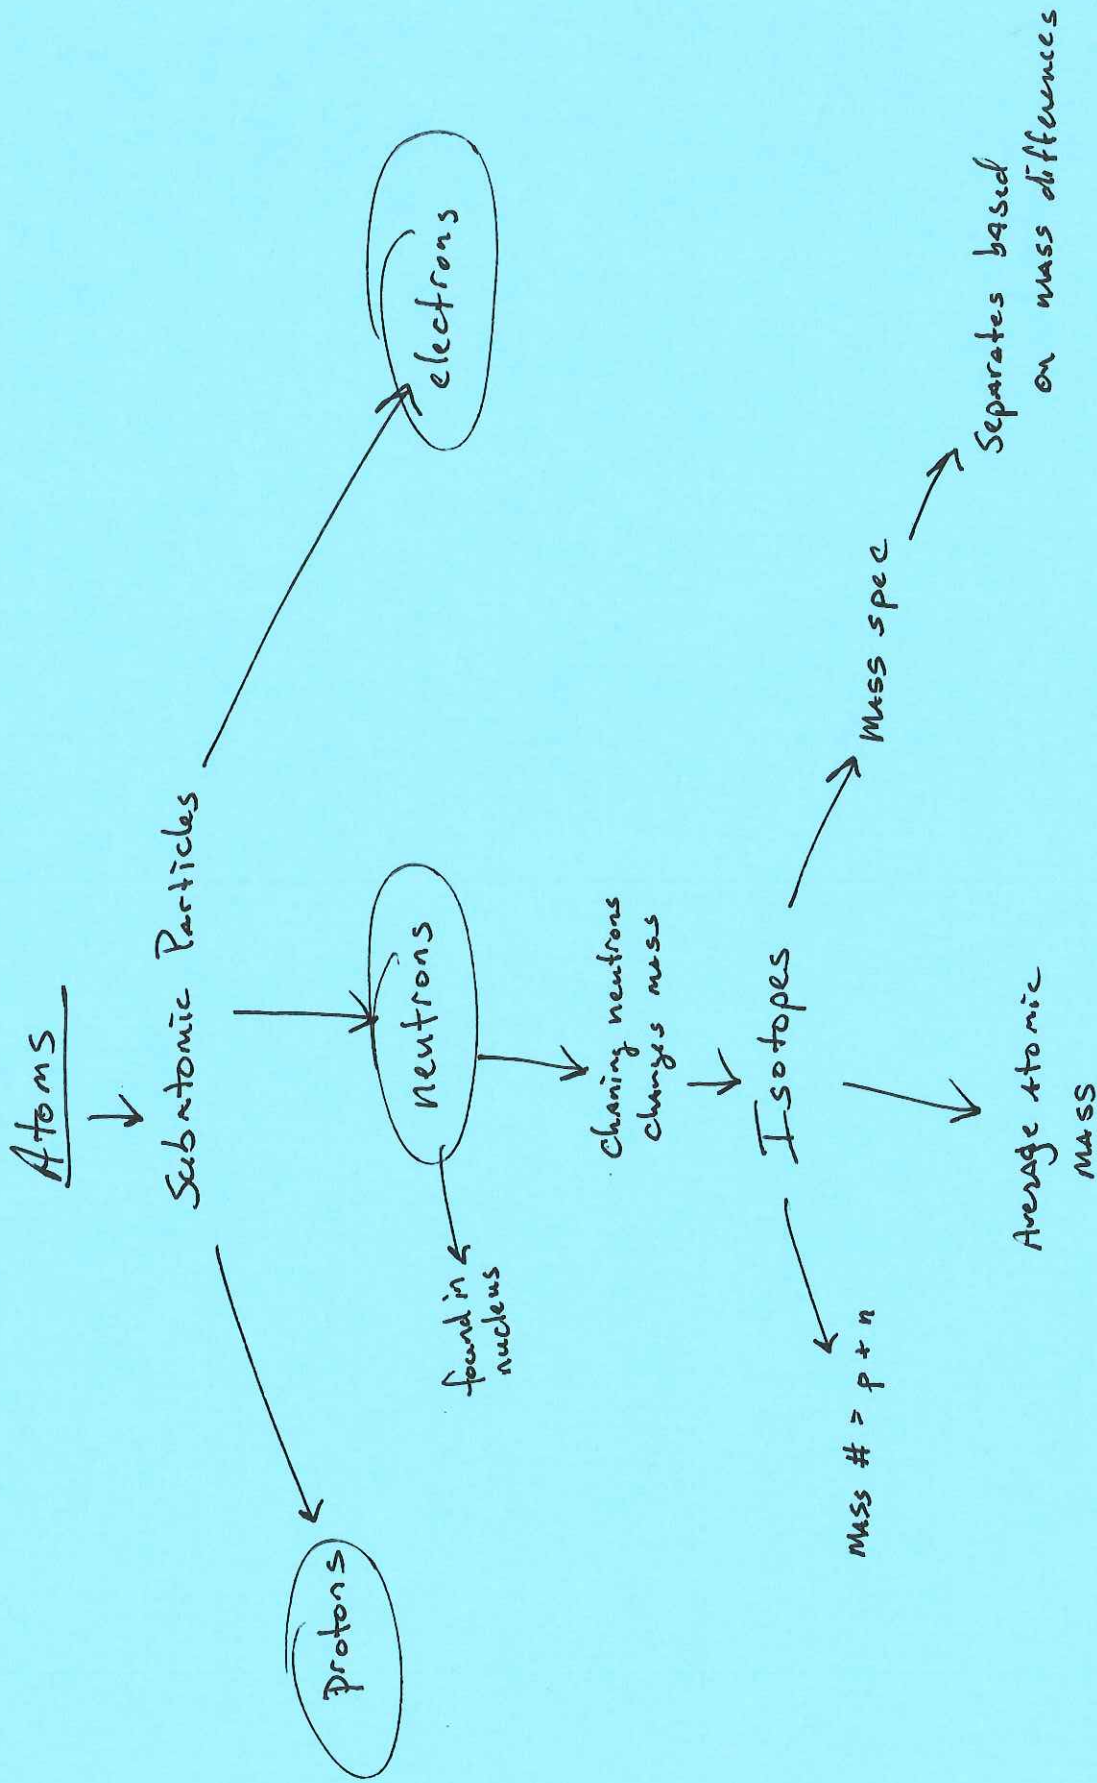 Atoms
Subatomic Particles
protons
neutrons
electrons
found in
nucleus
Chaning neutrons
changes mass
Isotopes
Mass # = p + n
Average Atomic
Mass
Mass spec
Separates based
on mass differences